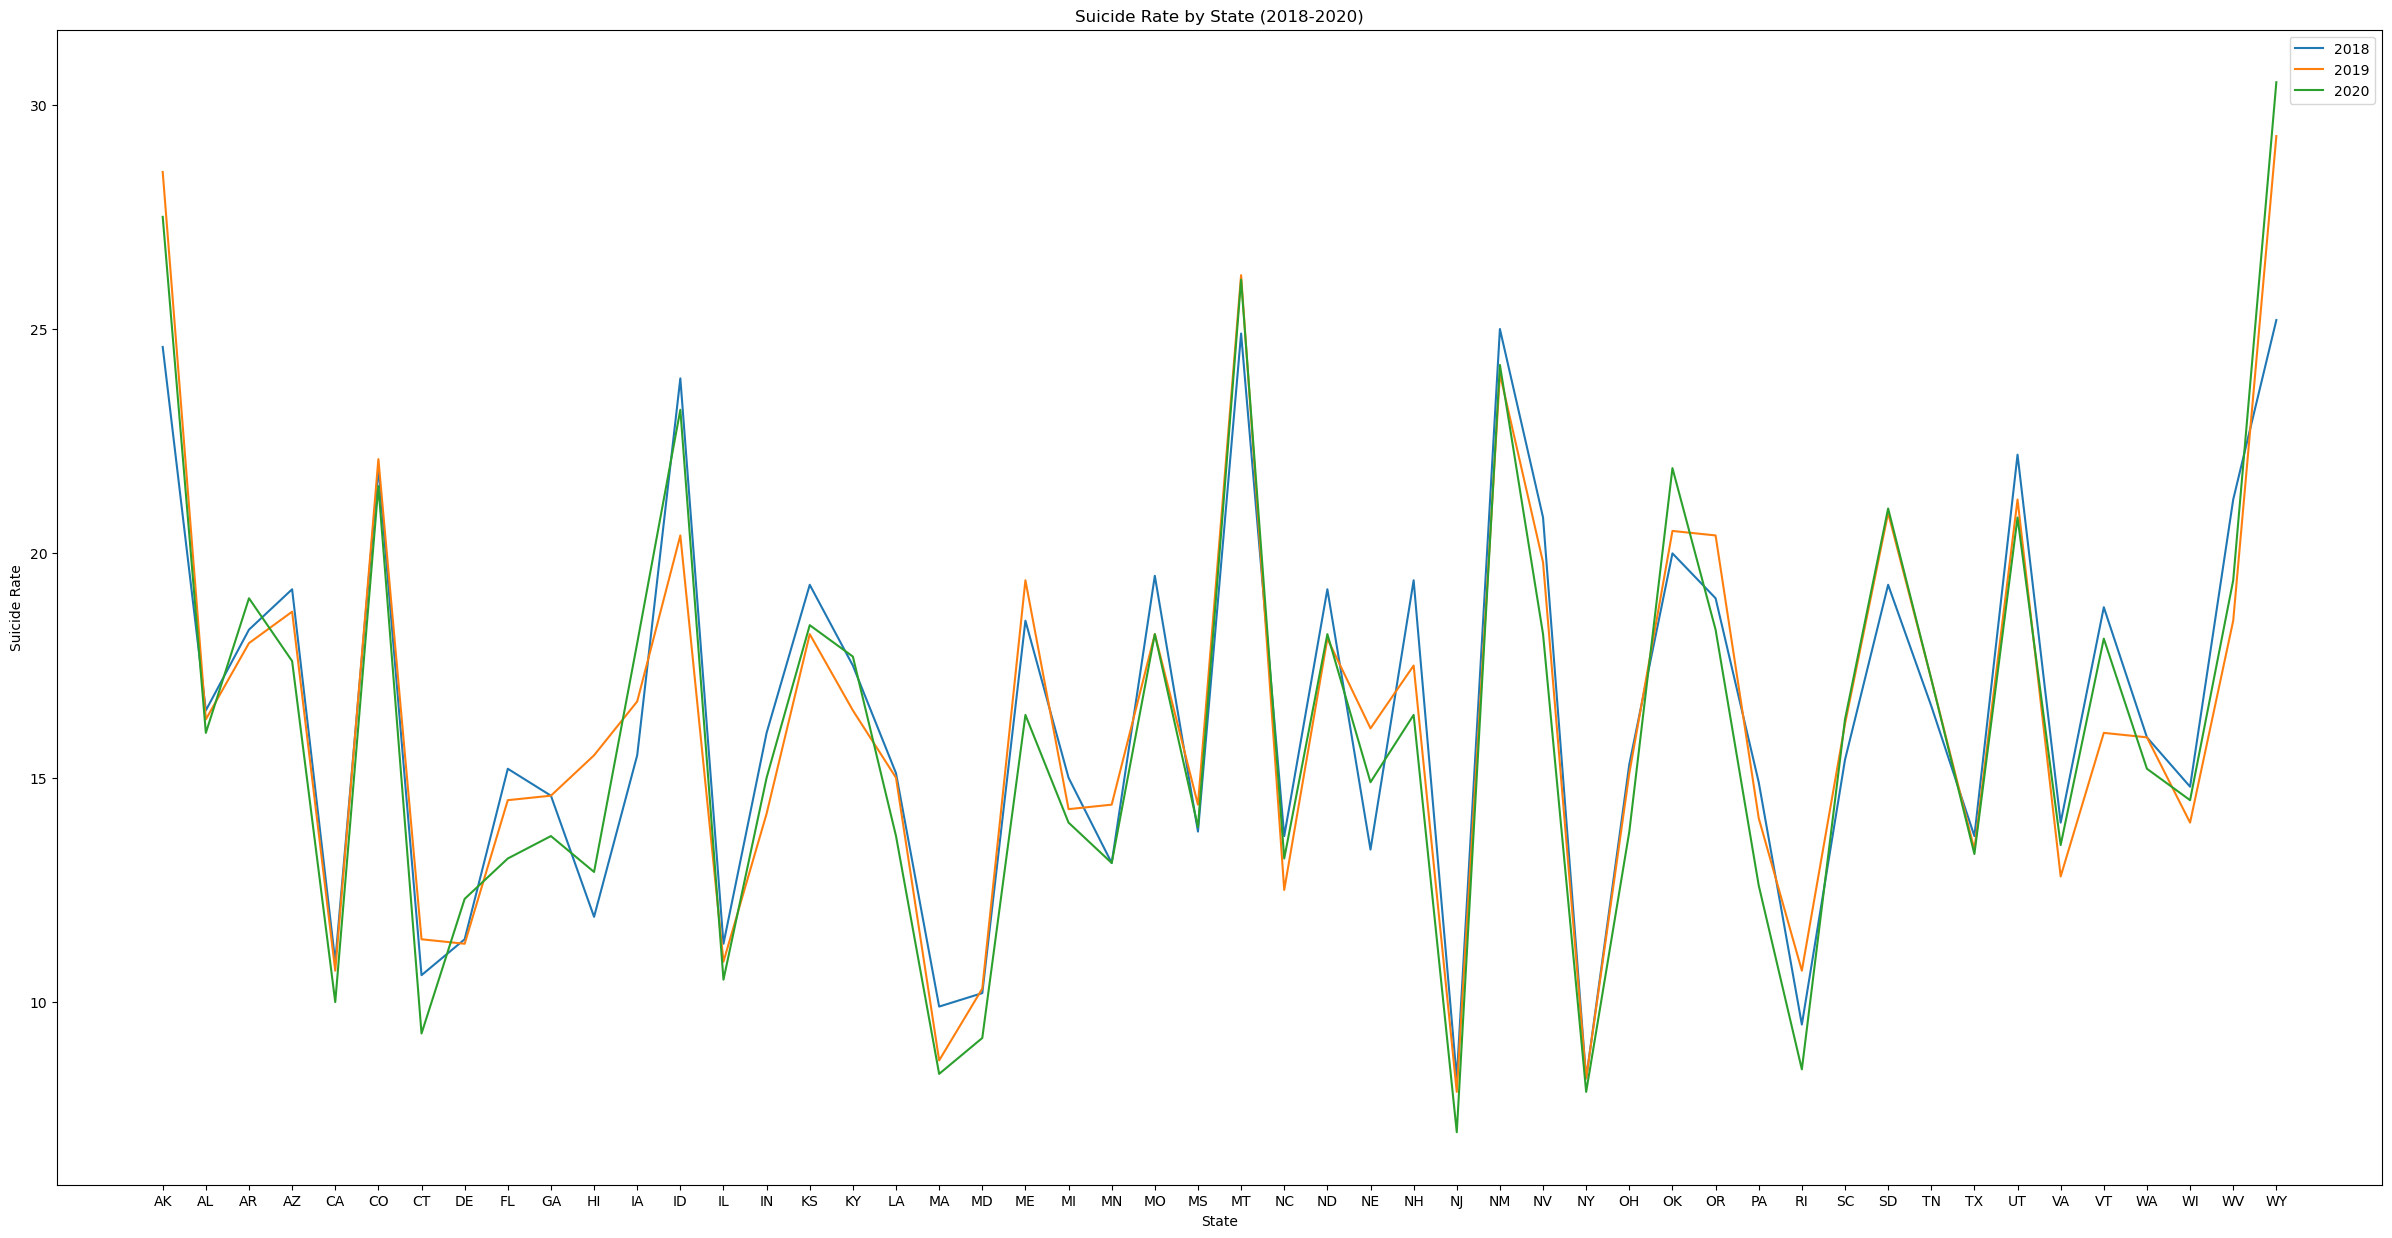 Suicide Rate by State (2018-2020)
2018
2019
2020
30
25
20
15
10
Suicide Rate
AK AL AR AZ CA CO CT DE FL GA HI IA ID IL IN KS KY LA MA MD ME MI MN MO MS MT NC ND NE NH NJ NM NV NY OH OK OR PA RI SC SD TN TX UT VA VT WA WI WV WY
State